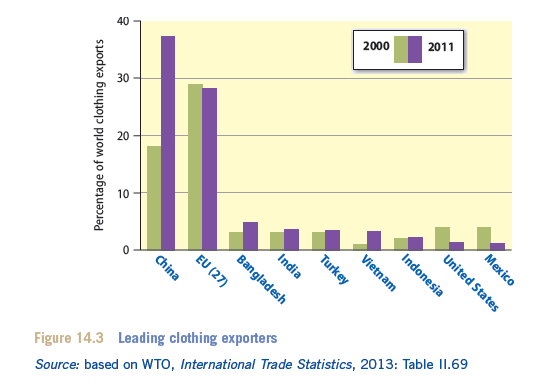 40
30
20
10
0
Percentage of world clothing exports
2000 2011
China
EU (27)
Bangladesh
India
Turkey
Vietnam
Indonesia
United States
Mexico
Figure 14.3 Leading clothing exporters
Source: based on WTO, International Trade Statistics, 2013: Table II.69